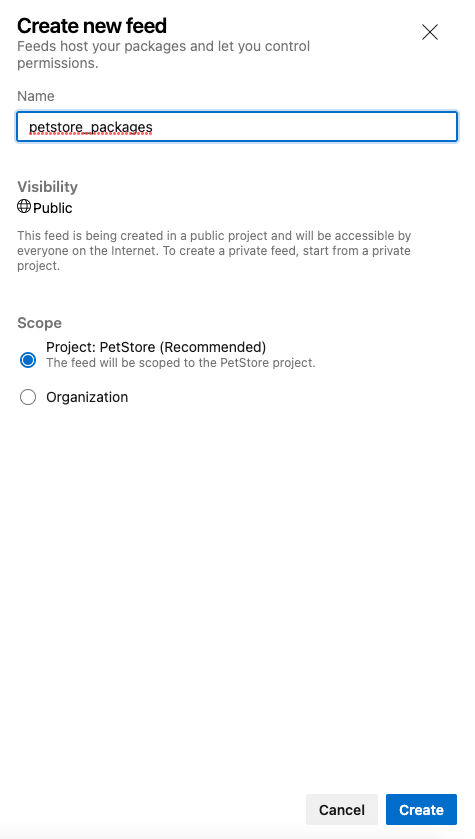 Create new feed
Feeds host your packages and let you control
permissions.
Name
petstore_packages
Visibility
Public
This feed is being created in a public project and will be accessible by
everyone on the Internet. To create a private feed, start from a private
project.
Scope
Project: PetStore (Recommended)
The feed will be scoped to the PetStore project.
Organization
Cancel
Create